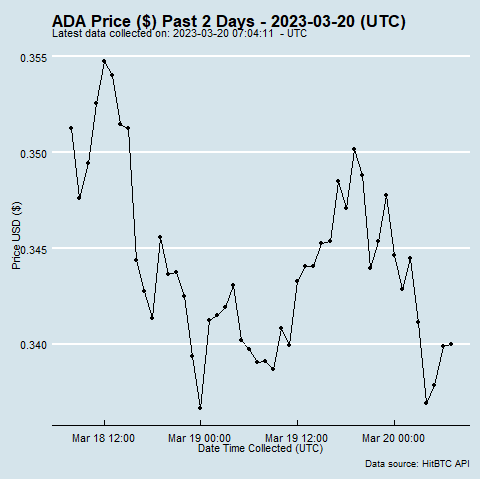 ADA Price ($) Past 2 Days - 2023-03-20 (UTC)
Latest data collected on: 2023-03-20 07:04:11 - UTC
0.355
0.350
0.345
0.340
Price USD ($)
Mar 18 12:00 Mar 19 00:00 Mar 19 12:00 Mar 20 00:00
Date Time Collected (UTC)
Data source: HitBTC API